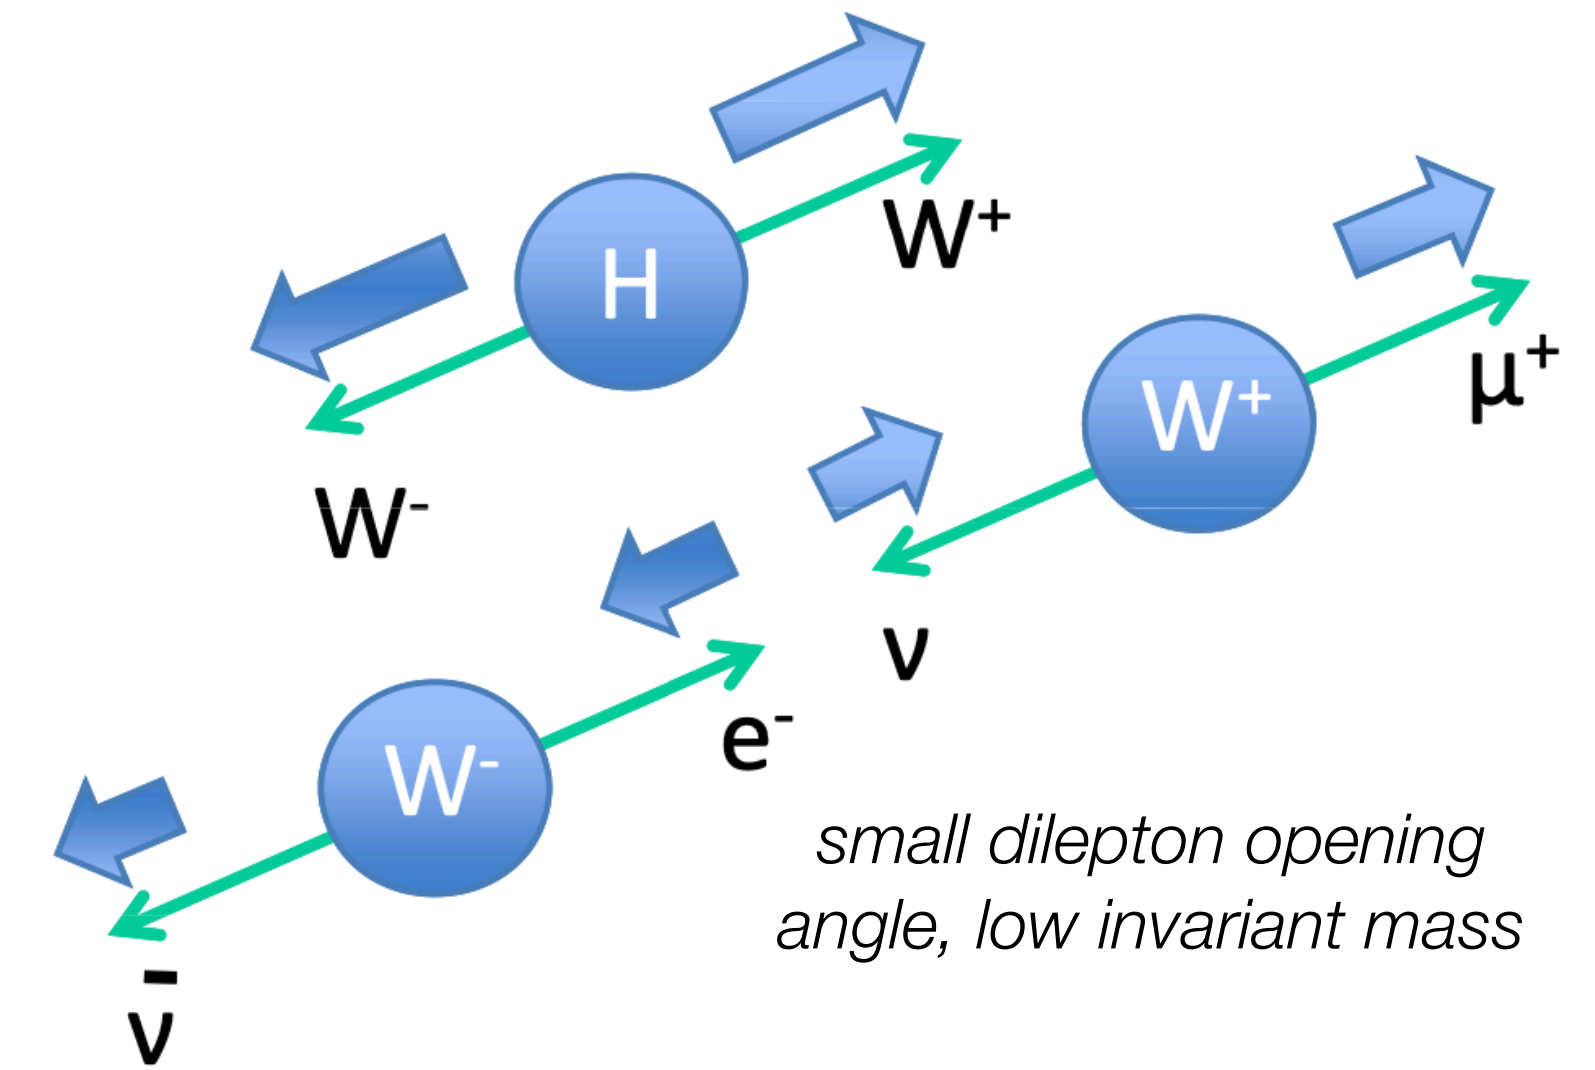 H
W⁺
W⁻
W⁺
μ⁺
ν
W⁻
e⁻
ν̄
small dilepton opening
angle, low invariant mass